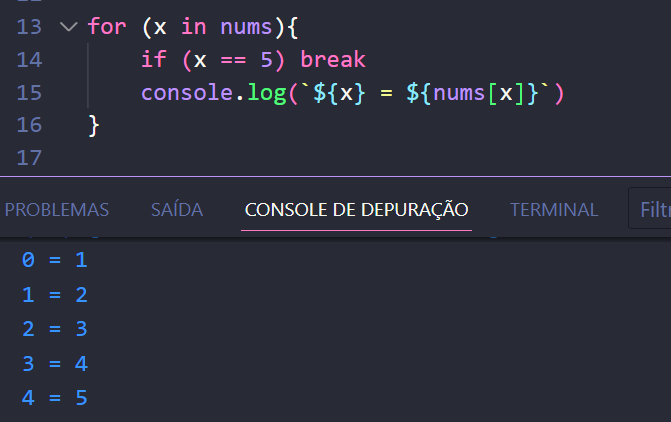 13 for (x in nums){
14 if (x == 5) break
15 console.log(`${x} = ${nums[x]}`)
16 }
17
PROBLEMAS SAÍDA CONSOLE DE DEPURAÇÃO TERMINAL
0 = 1
1 = 2
2 = 3
3 = 4
4 = 5